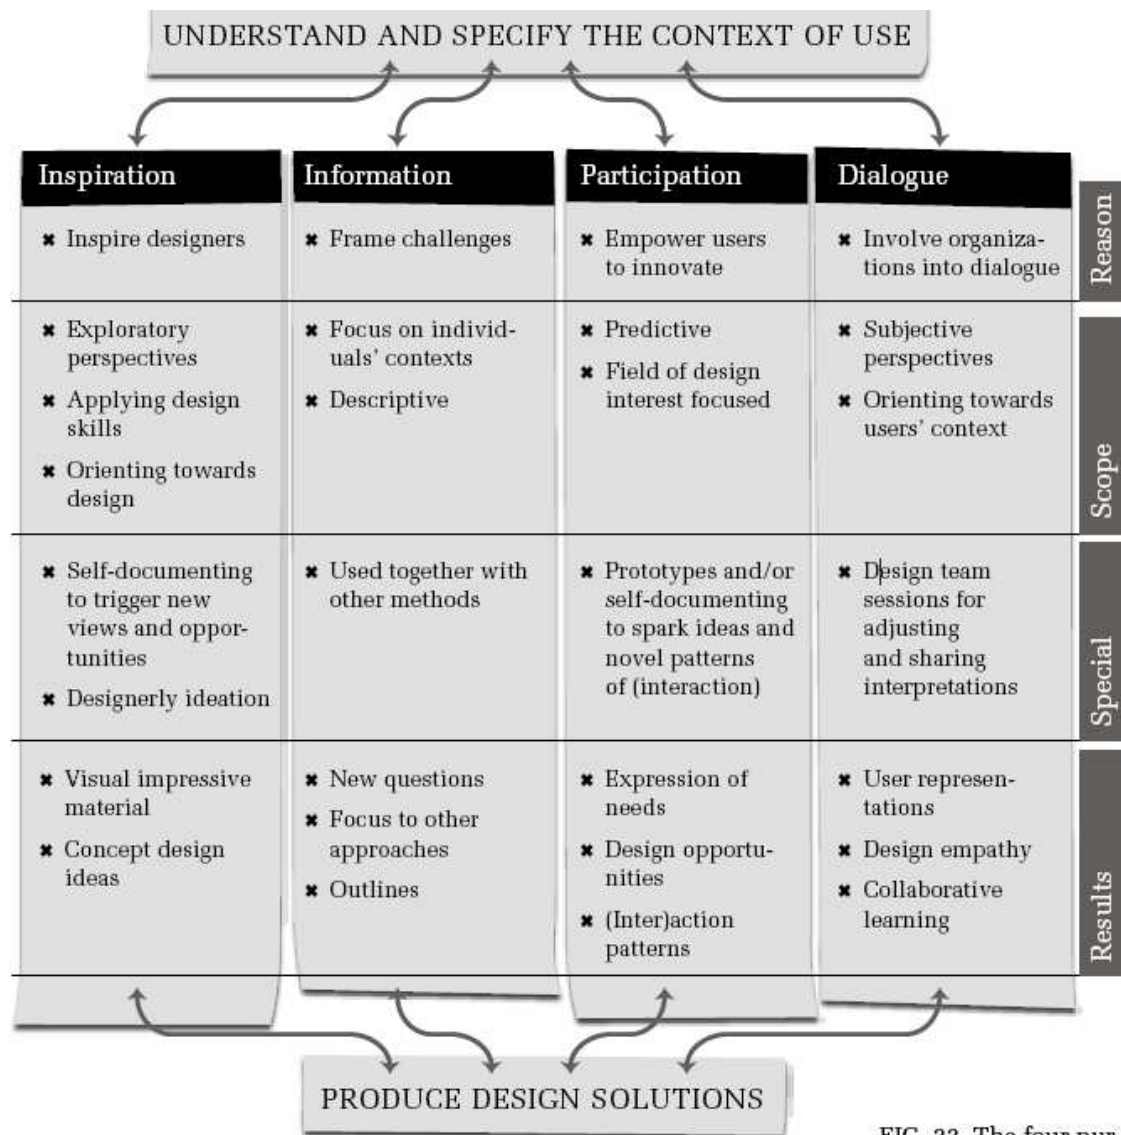 UNDERSTAND AND SPECIFY THE CONTEXT OF USE
Inspiration
Information
Participation
Dialogue
Reason
✖ Inspire designers
✖ Frame challenges
✖ Empower users
to innovate
✖ Involve organiza-
tions into dialogue
Scope
✖ Exploratory
perspectives
✖ Applying design
skills
✖ Orienting towards
design
✖ Focus on individ-
uals' contexts
✖ Descriptive
✖ Predictive
✖ Field of design
interest focused
✖ Subjective
perspectives
✖ Orienting towards
users' context
Special
✖ Self-documenting
to trigger new
views and oppor-
tunities
✖ Designerly ideation
✖ Used together with
other methods
✖ Prototypes and/or
self-documenting
to spark ideas and
novel patterns
of (interaction)
✖ Design team
sessions for
adjusting
and sharing
interpretations
Results
✖ Visual impressive
material
✖ Concept design
ideas
✖ New questions
✖ Focus to other
approaches
✖ Outlines
✖ Expression of
needs
✖ Design opportu-
nities
✖ (Inter)action
patterns
✖ User represen-
tations
✖ Design empathy
✖ Collaborative
learning
PRODUCE DESIGN SOLUTIONS
FIG. 22. The four pur